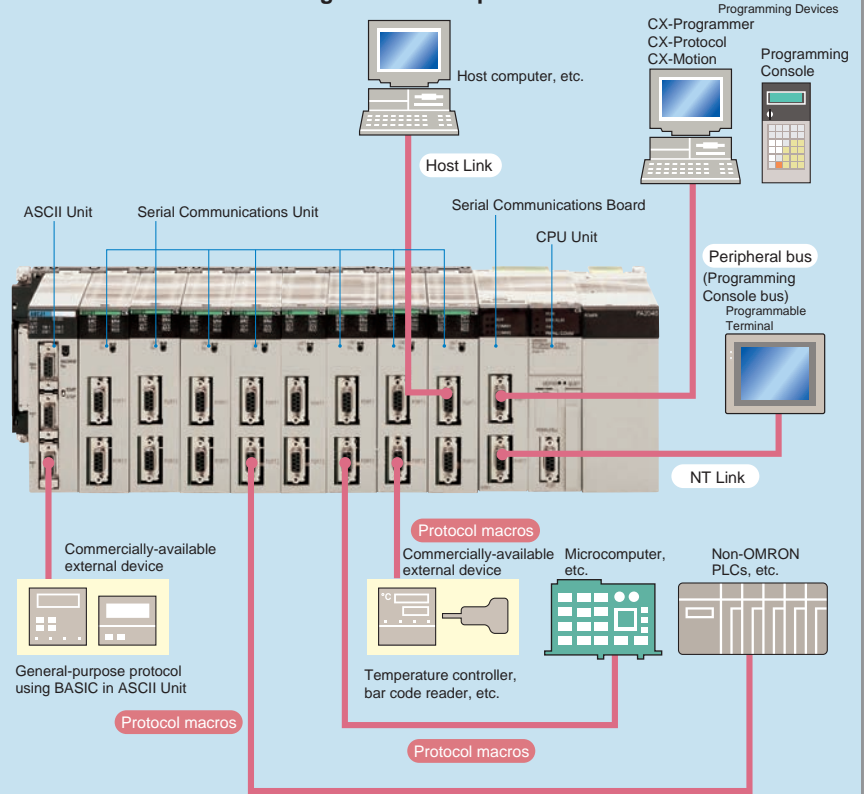 Programming Devices
CX-Programmer
CX-Protocol
CX-Motion
Programming
Console
Host computer, etc.
Host Link
ASCII Unit
Serial Communications Unit
Serial Communications Board
CPU Unit
Peripheral bus
(Programming
Console bus)
Programmable
Terminal
PA204S
NT Link
Protocol macros
Commercially-available
external device
Commercially-available
external device
Microcomputer,
etc.
Non-OMRON
PLCs, etc.
°C
General-purpose protocol
using BASIC in ASCII Unit
Temperature controller,
bar code reader, etc.
Protocol macros
Protocol macros